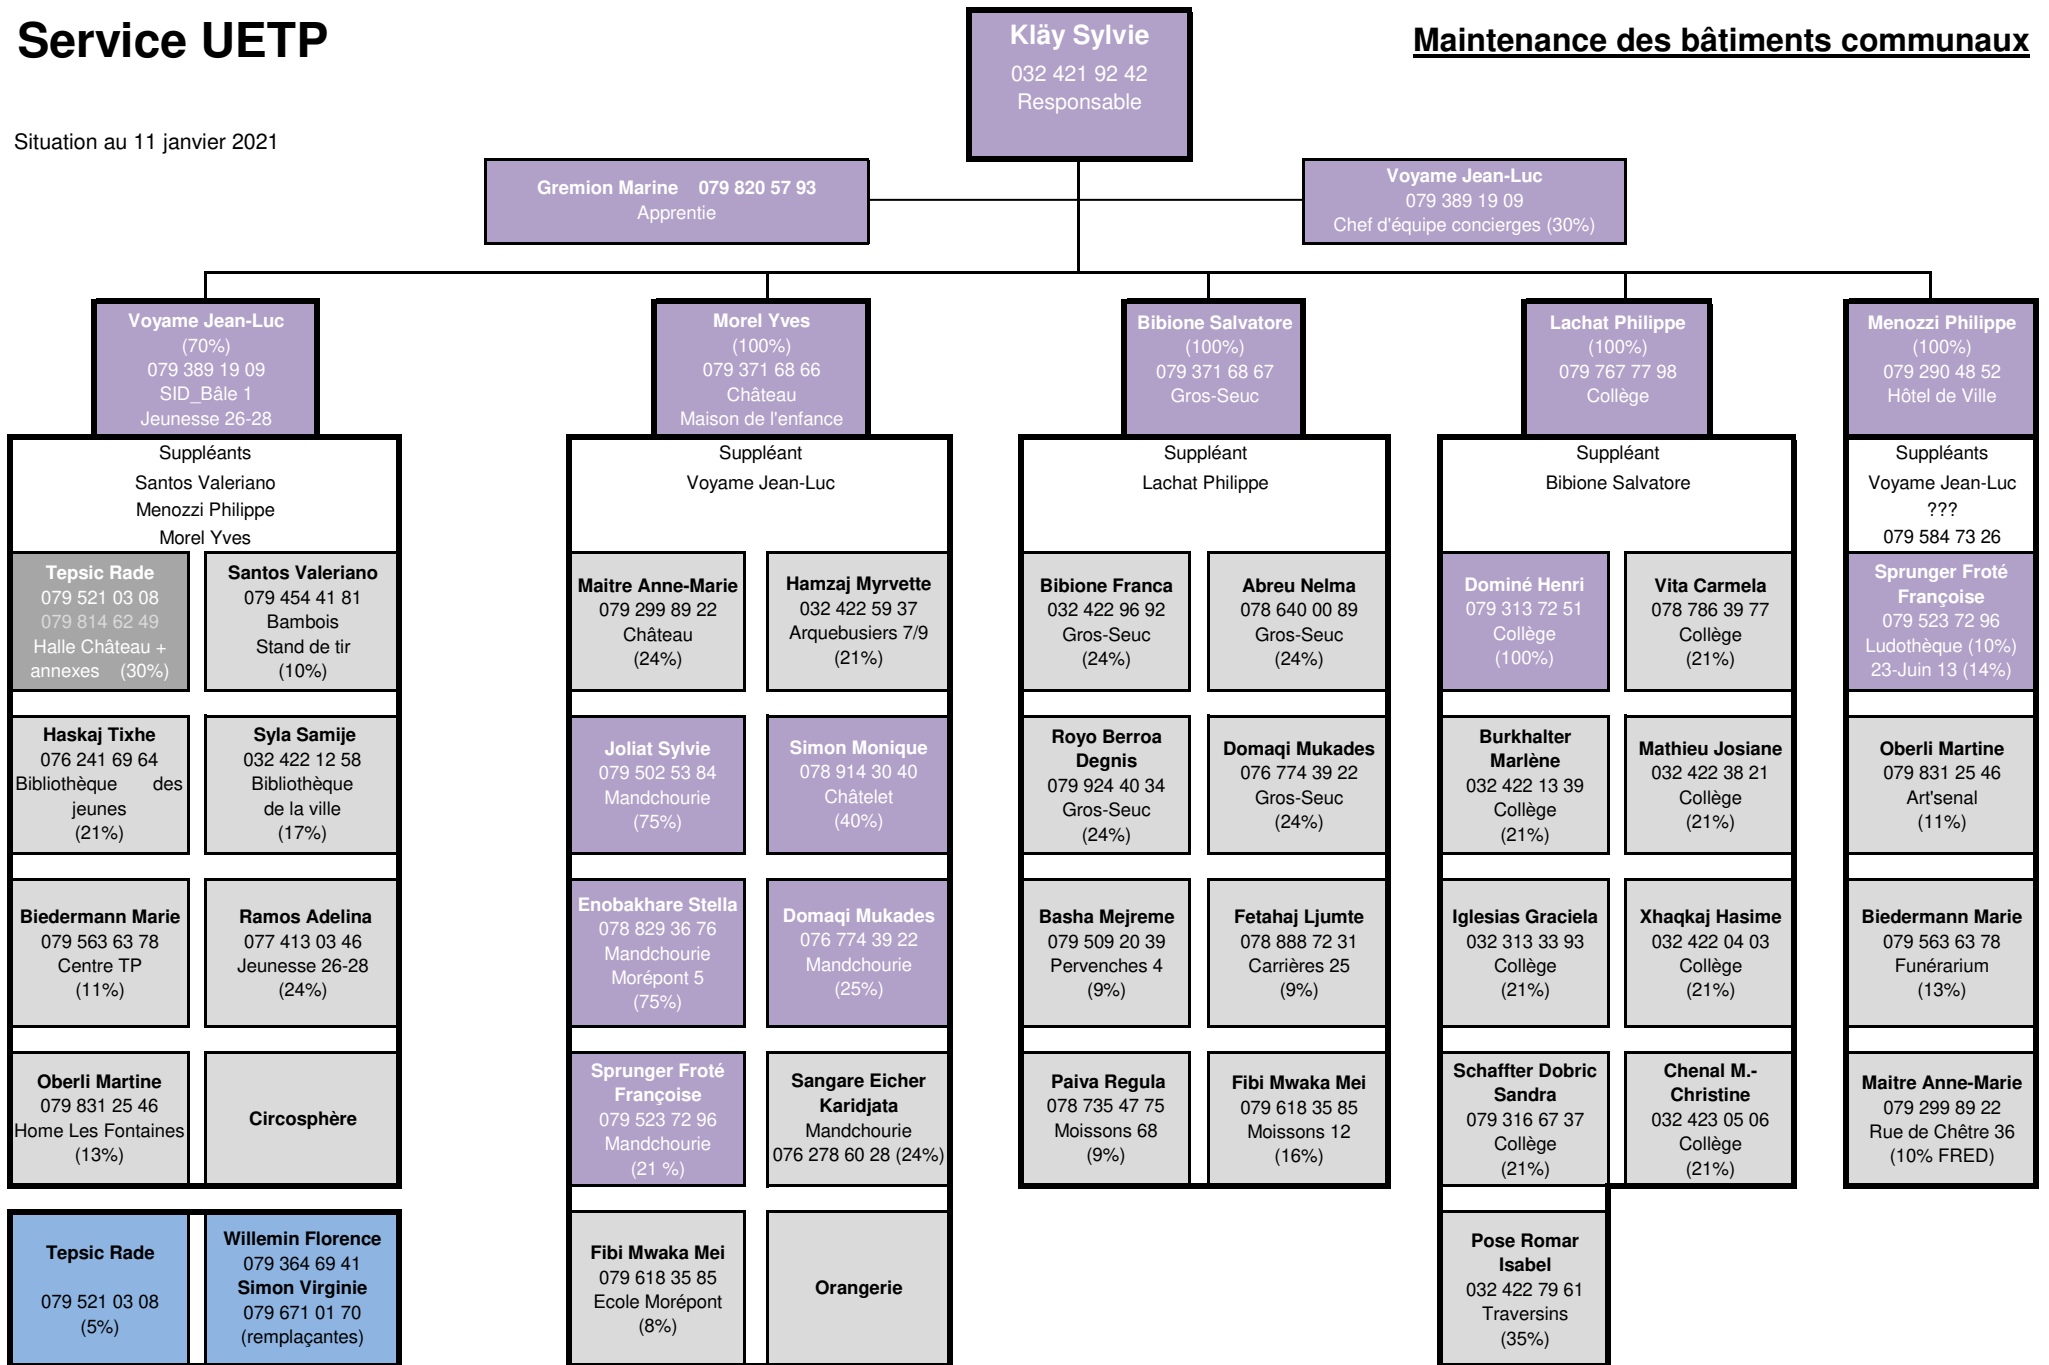 Service UETP
Kläy Sylvie
032 421 92 42
Responsable
Maintenance des bâtiments communaux
Situation au 11 janvier 2021
Gremion Marine 079 820 57 93
Apprentie
Voyame Jean-Luc
079 389 19 09
Chef d'équipe concierges (30%)
Voyame Jean-Luc
(70%)
079 389 19 09
SID_Bâle 1
Jeunesse 26-28
Suppléants
Santos Valeriano
Menozzi Philippe
Morel Yves
Tepsic Rade
079 521 03 08
079 814 62 49
Halle Château +
annexes (30%)
Santos Valeriano
079 454 41 81
Bambois
Stand de tir
(10%)
Haskaj Tixhe
076 241 69 64
Bibliothèque des
jeunes
(21%)
Syla Samije
032 422 12 58
Bibliothèque
de la ville
(17%)
Biedermann Marie
079 563 63 78
Centre TP
(11%)
Ramos Adelina
077 413 03 46
Jeunesse 26-28
(24%)
Oberli Martine
079 831 25 46
Home Les Fontaines
(13%)
Circosphère
Tepsic Rade
079 521 03 08
(5%)
Willemin Florence
079 364 69 41
Simon Virginie
079 671 01 70
(remplaçantes)
Morel Yves
(100%)
079 371 68 66
Château
Maison de l'enfance
Suppléant
Voyame Jean-Luc
Maitre Anne-Marie
079 299 89 22
Château
(24%)
Hamzaj Myrvette
032 422 59 37
Arquebusiers 7/9
(21%)
Joliat Sylvie
079 502 53 84
Mandchourie
(75%)
Simon Monique
078 914 30 40
Châtelet
(40%)
Enobakhare Stella
078 829 36 76
Mandchourie
Morépont 5
(75%)
Domaqi Mukades
076 774 39 22
Mandchourie
(25%)
Sprunger Froté
Françoise
079 523 72 96
Mandchourie
(21 %)
Sangare Eicher
Karidjata
Mandchourie
076 278 60 28 (24%)
Fibi Mwaka Mei
079 618 35 85
Ecole Morépont
(8%)
Orangerie
Bibione Salvatore
(100%)
079 371 68 67
Gros-Seuc
Suppléant
Lachat Philippe
Bibione Franca
032 422 96 92
Gros-Seuc
(24%)
Abreu Nelma
078 640 00 89
Gros-Seuc
(24%)
Royo Berroa
Degnis
079 924 40 34
Gros-Seuc
(24%)
Domaqi Mukades
076 774 39 22
Gros-Seuc
(24%)
Basha Mejreme
079 509 20 39
Pervenches 4
(9%)
Fetahaj Ljumte
078 888 72 31
Carrières 25
(9%)
Paiva Regula
078 735 47 75
Moissons 68
(9%)
Fibi Mwaka Mei
079 618 35 85
Moissons 12
(16%)
Lachat Philippe
(100%)
079 767 77 98
Collège
Suppléant
Bibione Salvatore
Dominé Henri
079 313 72 51
Collège
(100%)
Vita Carmela
078 786 39 77
Collège
(21%)
Burkhalter
Marlène
032 422 13 39
Collège
(21%)
Mathieu Josiane
032 422 38 21
Collège
(21%)
Iglesias Graciela
032 313 33 93
Collège
(21%)
Xhaqkaj Hasime
032 422 04 03
Collège
(21%)
Schaffter Dobric
Sandra
079 316 67 37
Collège
(21%)
Chenal M.-
Christine
032 423 05 06
Collège
(21%)
Pose Romar
Isabel
032 422 79 61
Traversins
(35%)
Menozzi Philippe
(100%)
079 290 48 52
Hôtel de Ville
Suppléants
Voyame Jean-Luc
???
079 584 73 26
Sprunger Froté
Françoise
079 523 72 96
Ludothèque (10%)
23-Juin 13 (14%)
Oberli Martine
079 831 25 46
Art'senal
(11%)
Biedermann Marie
079 563 63 78
Funérarium
(13%)
Maitre Anne-Marie
079 299 89 22
Rue de Chêtre 36
(10% FRED)